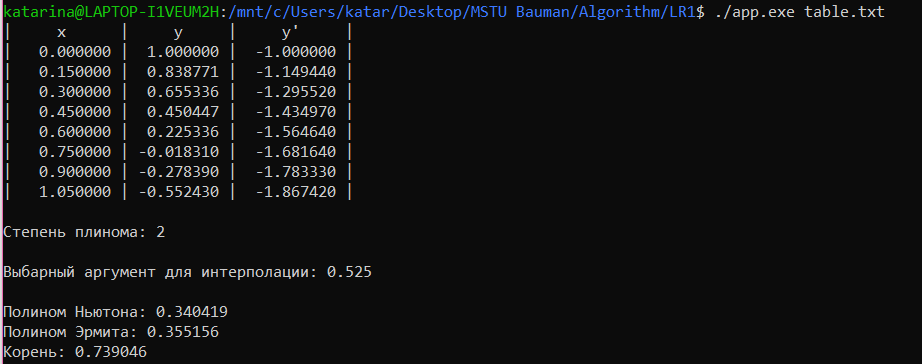 katarina@LAPTOP-I1VEUM2H:/mnt/c/Users/katar/Desktop/MSTU Bauman/Algorithm/LR1$ ./app.exe table.txt
| x | y | y' |
| 0.000000 | 1.000000 | -1.000000 |
| 0.150000 | 0.838771 | -1.149440 |
| 0.300000 | 0.655336 | -1.295520 |
| 0.450000 | 0.450447 | -1.434970 |
| 0.600000 | 0.225336 | -1.564640 |
| 0.750000 | -0.018310 | -1.681640 |
| 0.900000 | -0.278390 | -1.783330 |
| 1.050000 | -0.552430 | -1.867420 |
Степень плинома: 2
Выбарный аргумент для интерполации: 0.525
Полином Ньютона: 0.340419
Полином Эрмита: 0.355156
Корень: 0.739046